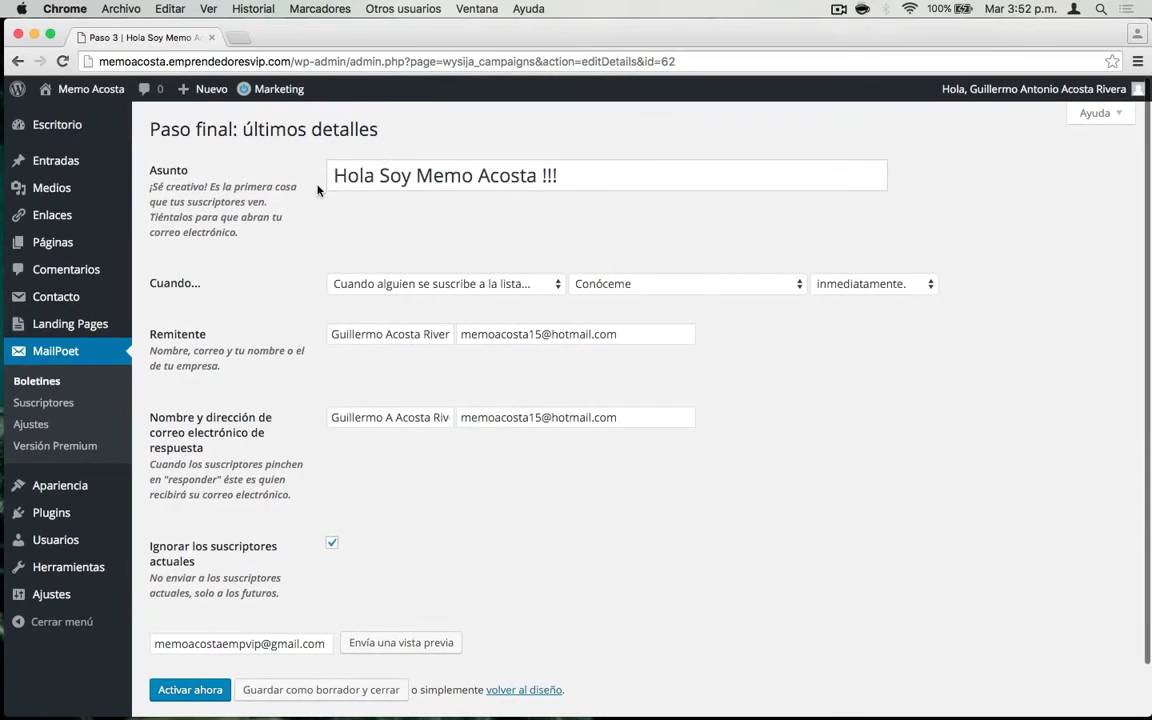 Chrome Archivo Editar Ver Historial Marcadores Otros usuarios Ventana Ayuda 100% Mar 3:52 p.m.
Paso 3 | Hola Soy Memo A
memoacosta.emprendedoresvip.com/wp-admin/admin.php?page=wysija_campaigns&action=editDetails&id=62
Memo Acosta 0 Nuevo Marketing Hola, Guillermo Antonio Acosta Rivera
Ayuda
Escritorio
Entradas
Medios
Enlaces
Páginas
Comentarios
Contacto
Landing Pages
MailPoet
Boletines
Suscriptores
Ajustes
Versión Premium
Apariencia
Plugins
Usuarios
Herramientas
Ajustes
Cerrar menú
Paso final: últimos detalles
Asunto
¡Sé creativo! Es la primera cosa
que tus suscriptores ven.
Tiéntalos para que abran tu
correo electrónico.
Hola Soy Memo Acosta !!!
Cuando...
Cuando alguien se suscribe a la lista... Conóceme inmediatamente.
Remitente
Nombre, correo y tu nombre o el
de tu empresa.
Guillermo Acosta River memoacosta15@hotmail.com
Nombre y dirección de
correo electrónico de
respuesta
Cuando los suscriptores pinchen
en "responder" éste es quien
recibirá su correo electrónico.
Guillermo A Acosta Riv memoacosta15@hotmail.com
Ignorar los suscriptores
actuales
No enviar a los suscriptores
actuales, solo a los futuros.
memoacostaempvip@gmail.com Envía una vista previa
Activar ahora Guardar como borrador y cerrar o simplemente volver al diseño.